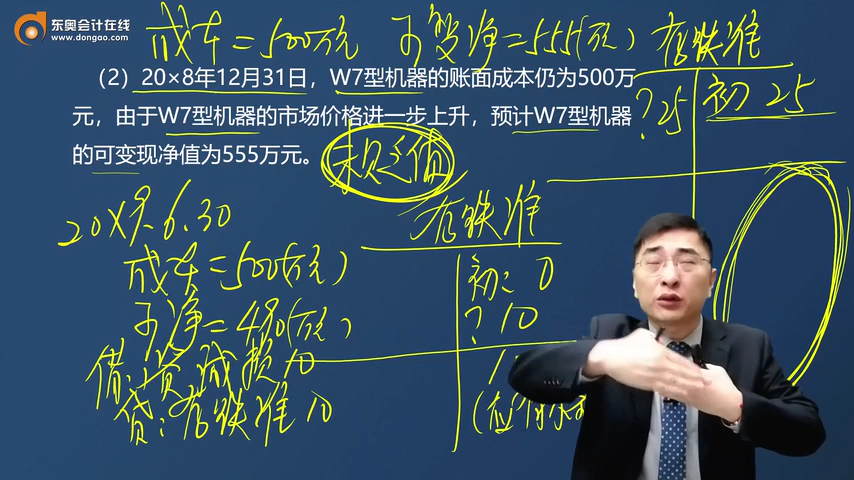 东奥会计在线
www.dongao.com
成本=500万元 可变净=555(万元) 存跌准
(2)20×8年12月31日,W7型机器的账面成本仍为500万
元,由于W7型机器的市场价格进一步上升,预计W7型机器
的可变现净值为555万元。 未贬值
? 25 初 25
20×8.6.30
成本=500(万元)
可净=490(万元)
借:资减损 10
贷:存跌准 10
存跌准
初: 0
? 10